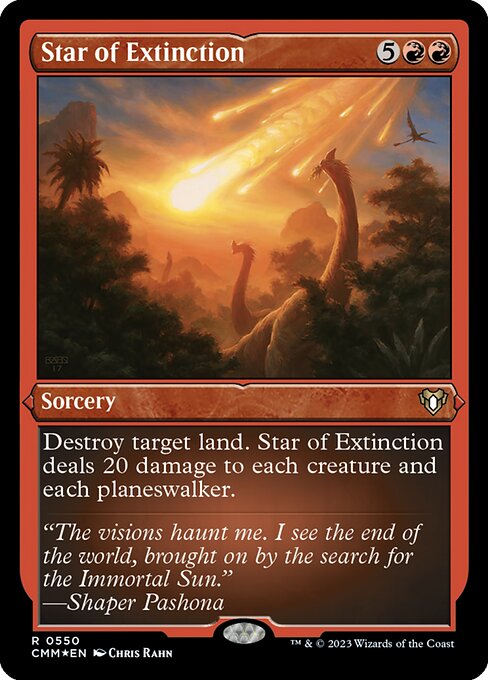 Star of Extinction 5
Sorcery
Destroy target land. Star of Extinction
deals 20 damage to each creature and
each planeswalker.
“The visions haunt me. I see the end of
the world, brought on by the search for
the Immortal Sun.”
—Shaper Pashona
R 0550
CMM★EN Chris Rahn
™ & © 2023 Wizards of the Coast